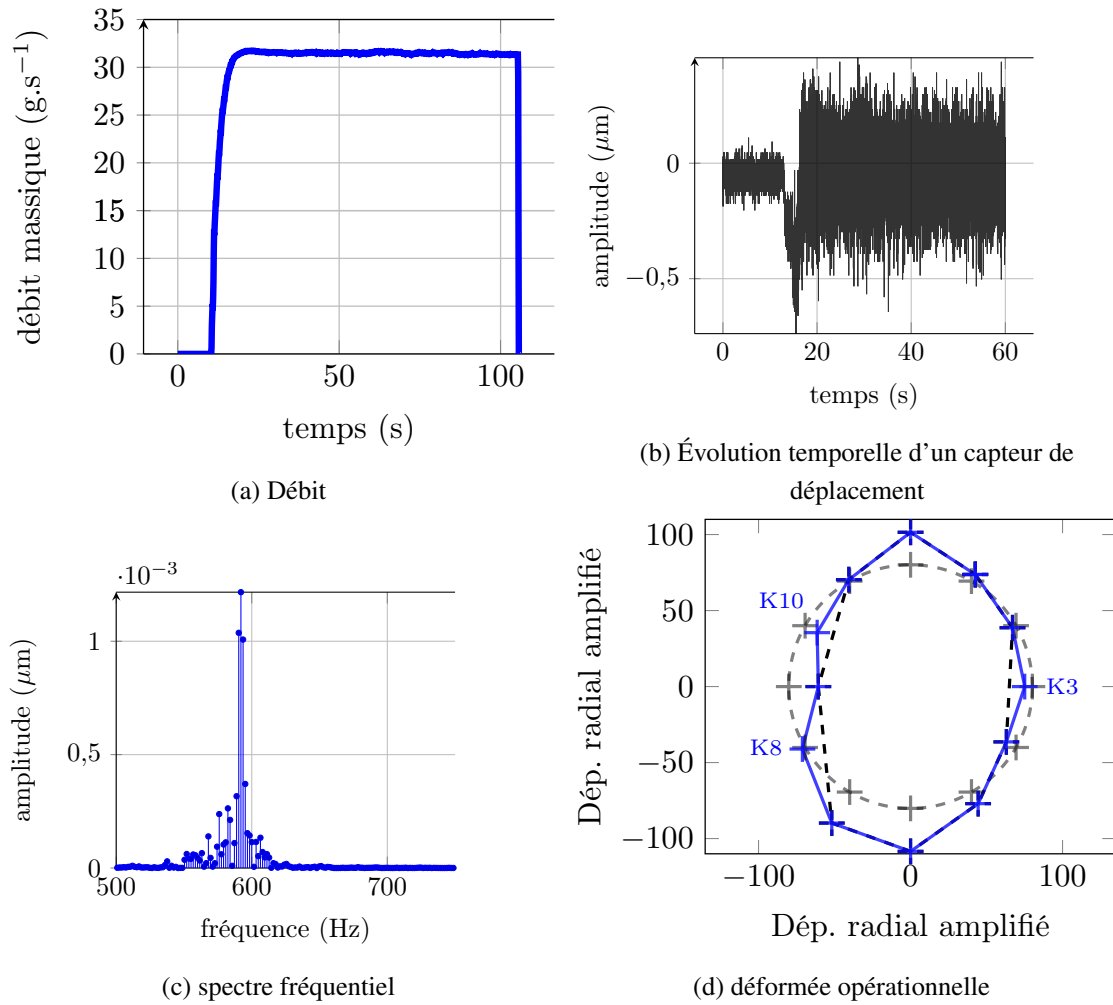 35
30
25
20
15
10
5
0
débit massique (g.s⁻¹)
0
50
100
temps (s)
(a) Débit
amplitude (μm)
0
−0,5
0
20
40
60
temps (s)
(b) Évolution temporelle d'un capteur de
déplacement
·10⁻³
1
0,5
0
amplitude (μm)
500
600
700
fréquence (Hz)
(c) spectre fréquentiel
100
50
0
−50
−100
Dép. radial amplifié
K10
K3
K8
−100
0
100
Dép. radial amplifié
(d) déformée opérationnelle